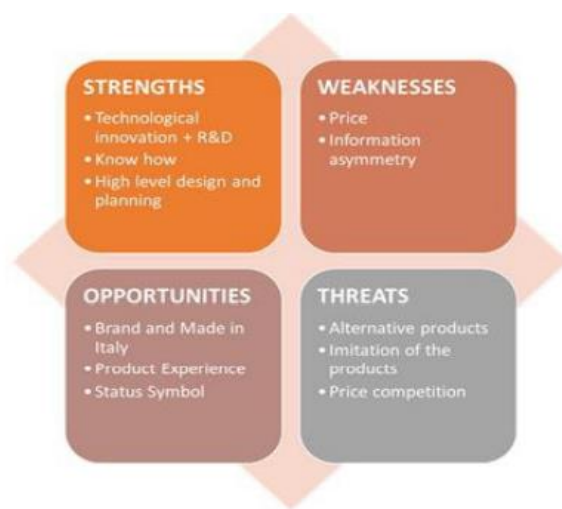 STRENGTHS
• Technological
innovation + R&D
• Know how
• High level design and
planning
WEAKNESSES
• Price
• Information
asymmetry
OPPORTUNITIES
• Brand and Made in
Italy
• Product Experience
• Status Symbol
THREATS
• Alternative products
• Imitation of the
products
• Price competition